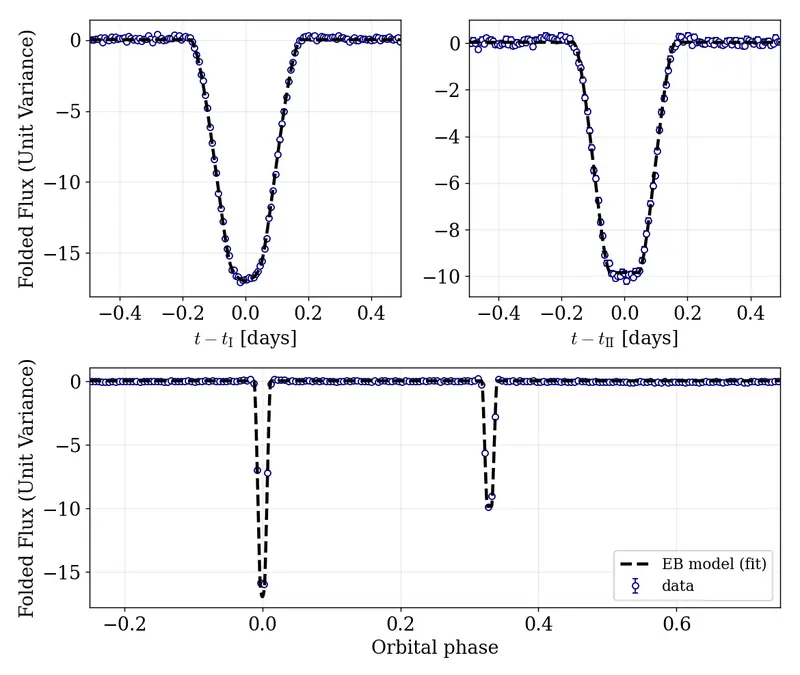 Folded Flux (Unit Variance)
0
−5
−10
−15
−0.4 −0.2 0.0 0.2 0.4
t − tI [days]
0
−2
−4
−6
−8
−10
−0.4 −0.2 0.0 0.2 0.4
t − tII [days]
Folded Flux (Unit Variance)
0
−5
−10
−15
EB model (fit)
data
−0.2 0.0 0.2 0.4 0.6
Orbital phase